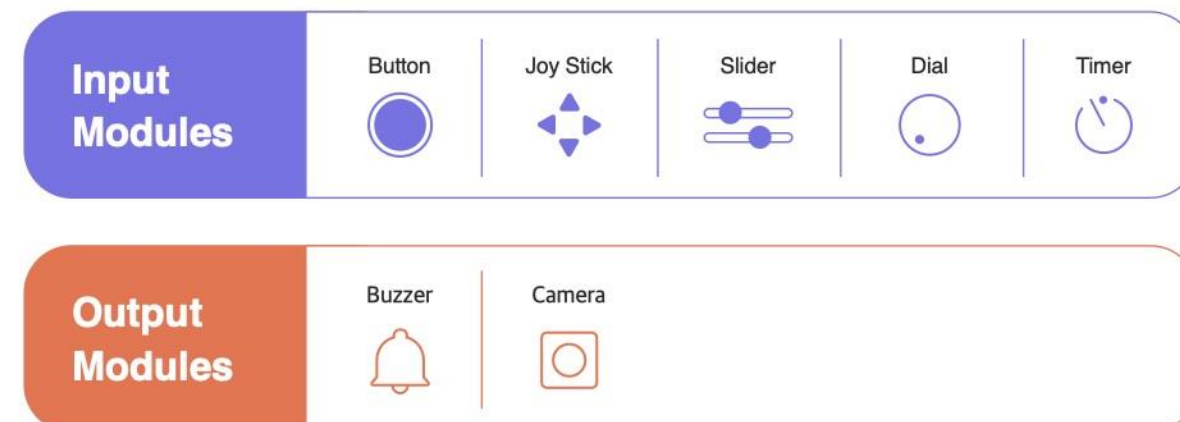 Input
Modules
Button
Joy Stick
Slider
Dial
Timer
Output
Modules
Buzzer
Camera